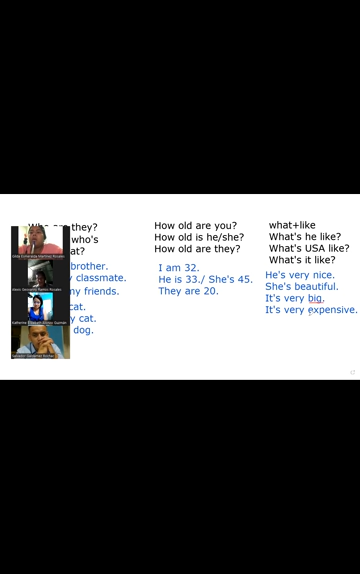 they?
who's
at?
brother.
classmate.
my friends.
cat.
cat.
dog.
How old are you?
How old is he/she?
How old are they?
I am 32.
He is 33./ She's 45.
They are 20.
what+like
What's he like?
What's USA like?
What's it like?
He's very nice.
She's beautiful.
It's very big.
It's very expensive.